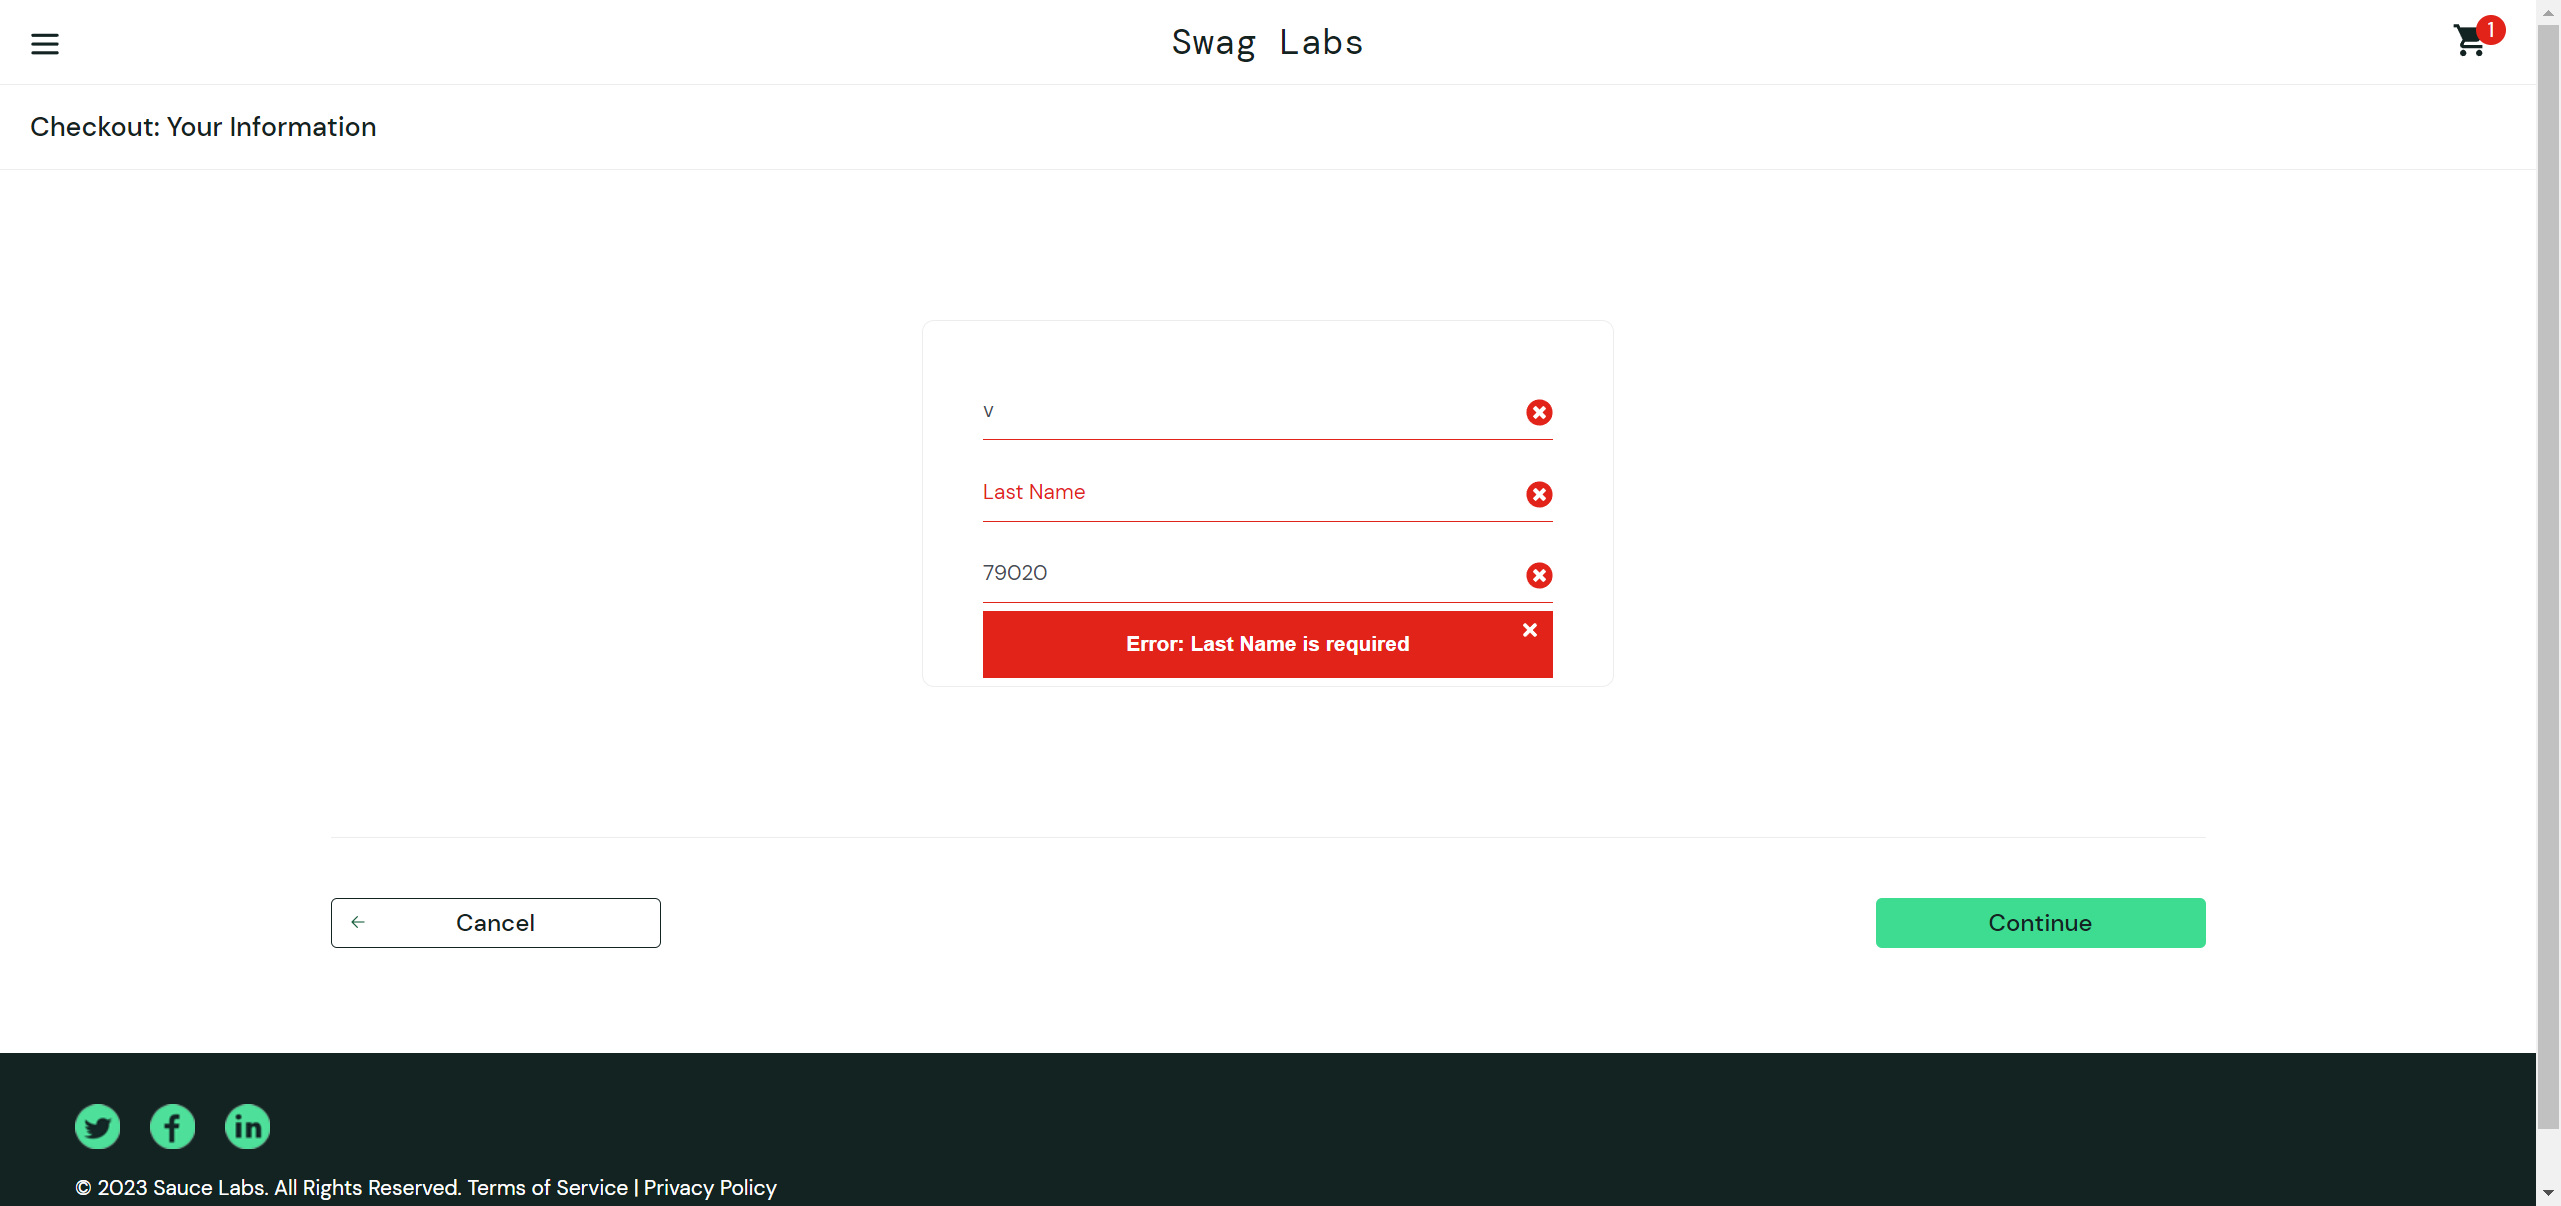 Swag Labs
1
Checkout: Your Information
v
Last Name
79020
Error: Last Name is required
Cancel
Continue
© 2023 Sauce Labs. All Rights Reserved. Terms of Service | Privacy Policy